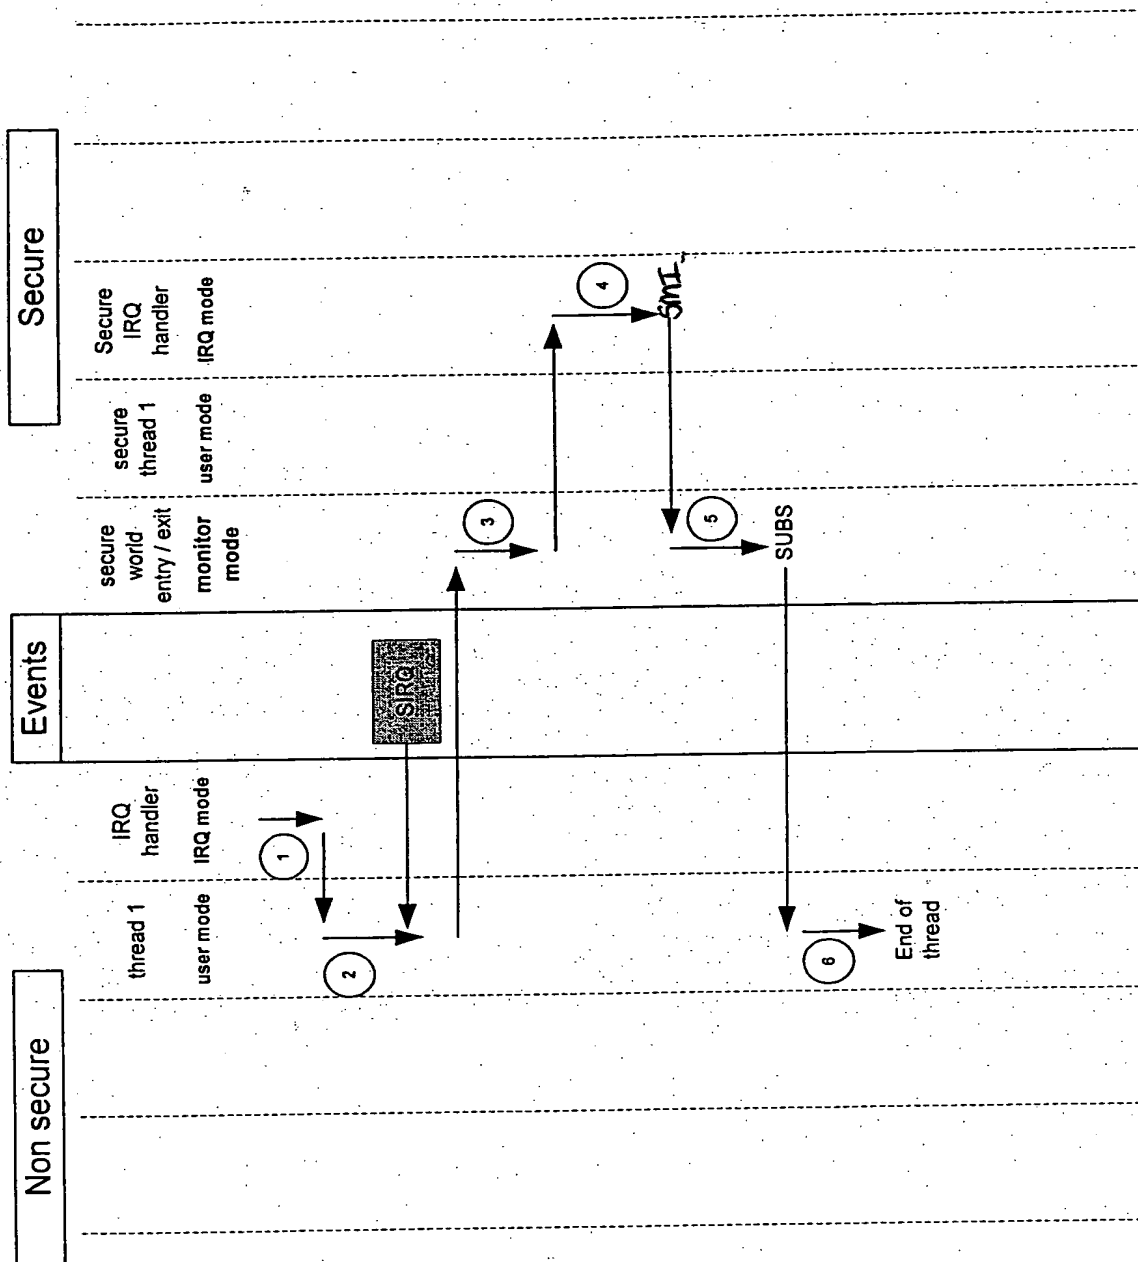 Non secure
Events
Secure
thread 1
user mode
IRQ
handler
IRQ mode
secure
world
entry / exit
monitor
mode
secure
thread 1
user mode
Secure
IRQ
handler
IRQ mode
1
2
SIRQ
3
4
SMI
5
SUBS
6
End of
thread